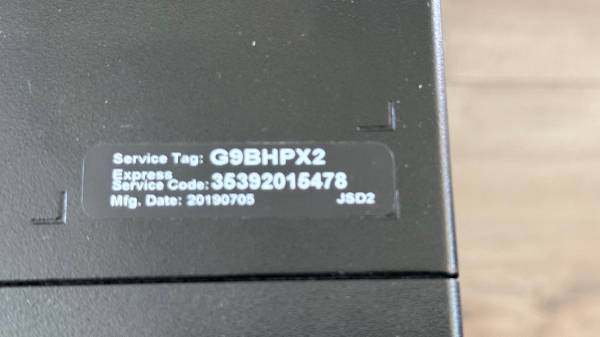 Service Tag: G9BHPX2
Express
Service Code: 35392015478
Mfg. Date: 20190705 JSD2